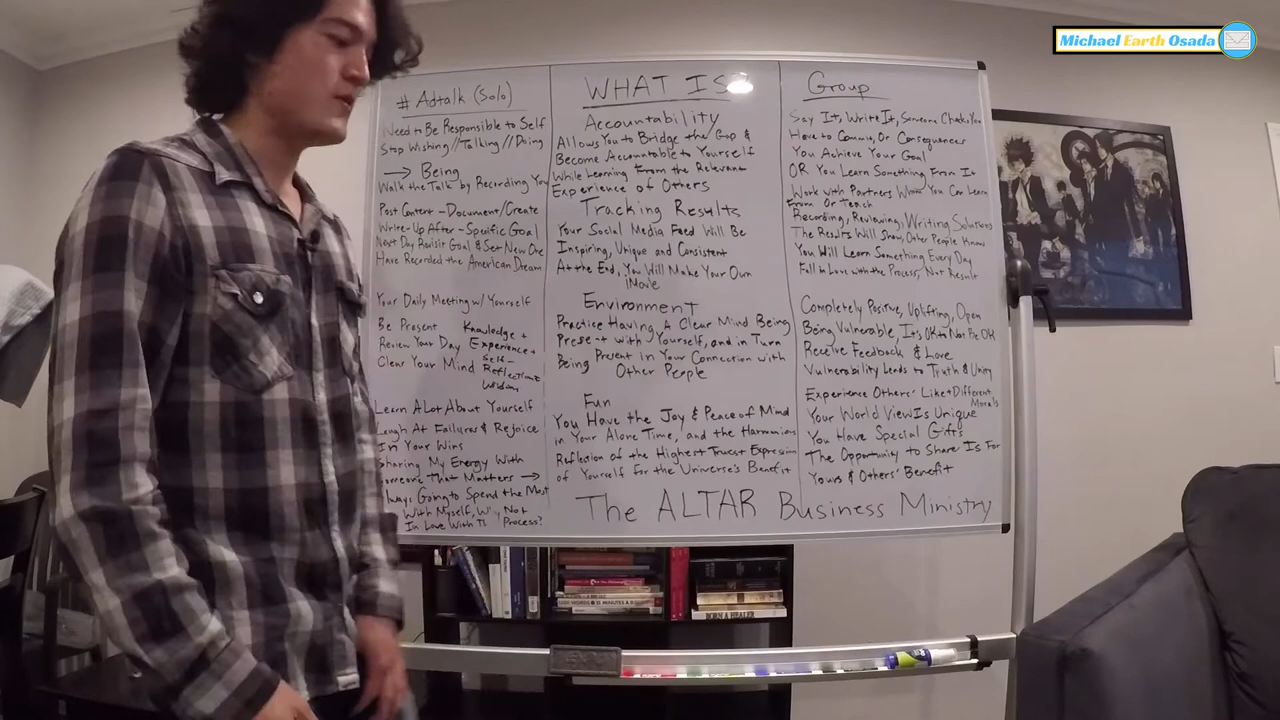 Michael Earth Osada
# Adtalk (Solo)
Need to Be Responsible to Self
Stop Wishing // Talking // Doing
→ Being
Walk the Talk by Recording You
Post Content - Document/Create
Write-Up After - Specific Goal
Next Day Revisit Goal & Set New One
Have Recorded the American Dream
Your Daily Meeting w/ Yourself
Be Present
Review Your Day
Clear Your Mind
Knowledge +
Experience +
Self-
Reflection =
Wisdom
Learn A Lot About Yourself
Laugh At Failures & Rejoice
In Your Wins
Sharing My Energy With
Someone That Matters →
Always Going to Spend the Most
With Myself, Why Not
In Love With This Process?
WHAT IS
Accountability
Allows You to Bridge the Gap &
Become Accountable to Yourself
While Learning From the Relevant
Experience of Others
Tracking Results
Your Social Media Feed Will Be
Inspiring, Unique and Consistent
At the End, You Will Make Your Own
Movie
Environment
Practice Having A Clear Mind Being
Present with Yourself, and in Turn
Being Present in Your Connection with
Other People
Fun
You Have the Joy & Peace of Mind
in Your Alone Time, and the Harmonious
Reflection of the Highest Truest Expression
of Yourself for the Universe's Benefit
Group
Say It, Write It, Someone Checks You
Have to Commit, Or Consequences
You Achieve Your Goal
OR You Learn Something From It
Work with Partners Whom You Can Learn
From Or Teach
Recording, Reviewing, Writing Solutions
The Results Will Show, Other People Know
You Will Learn Something Every Day
Fall in Love with the Process, Not Result
Completely Positive, Uplifting, Open
Being Vulnerable, It's OK to Not Be OK
Receive Feedback & Love
Vulnerability Leads to Truth & Unity
Experience Others' Like & Different
Morals
Your World View Is Unique
You Have Special Gifts
The Opportunity to Share Is For
Yours & Others' Benefit
The ALTAR Business Ministry
BORN A HEALER